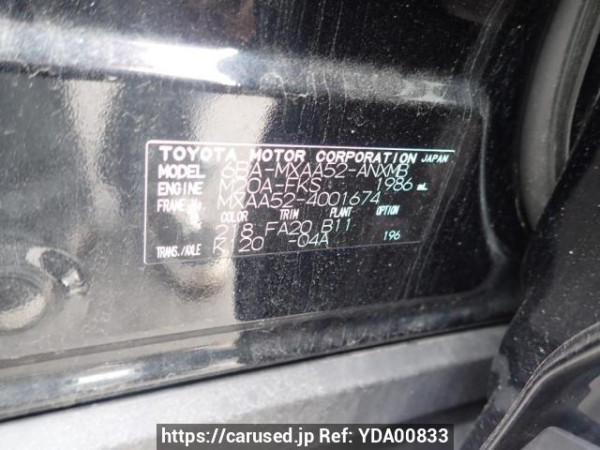 TOYOTA MOTOR CORPORATION JAPAN
MODEL 6BA-MXAA52-ANXMB
ENGINE M20A-FKS 1986 mL
FRAME No. MXAA52-4001674
COLOR TRIM PLANT OPTION
218 FA20 B11
TRANS./AXLE K120 -04A 196
https://carused.jp Ref: YDA00833